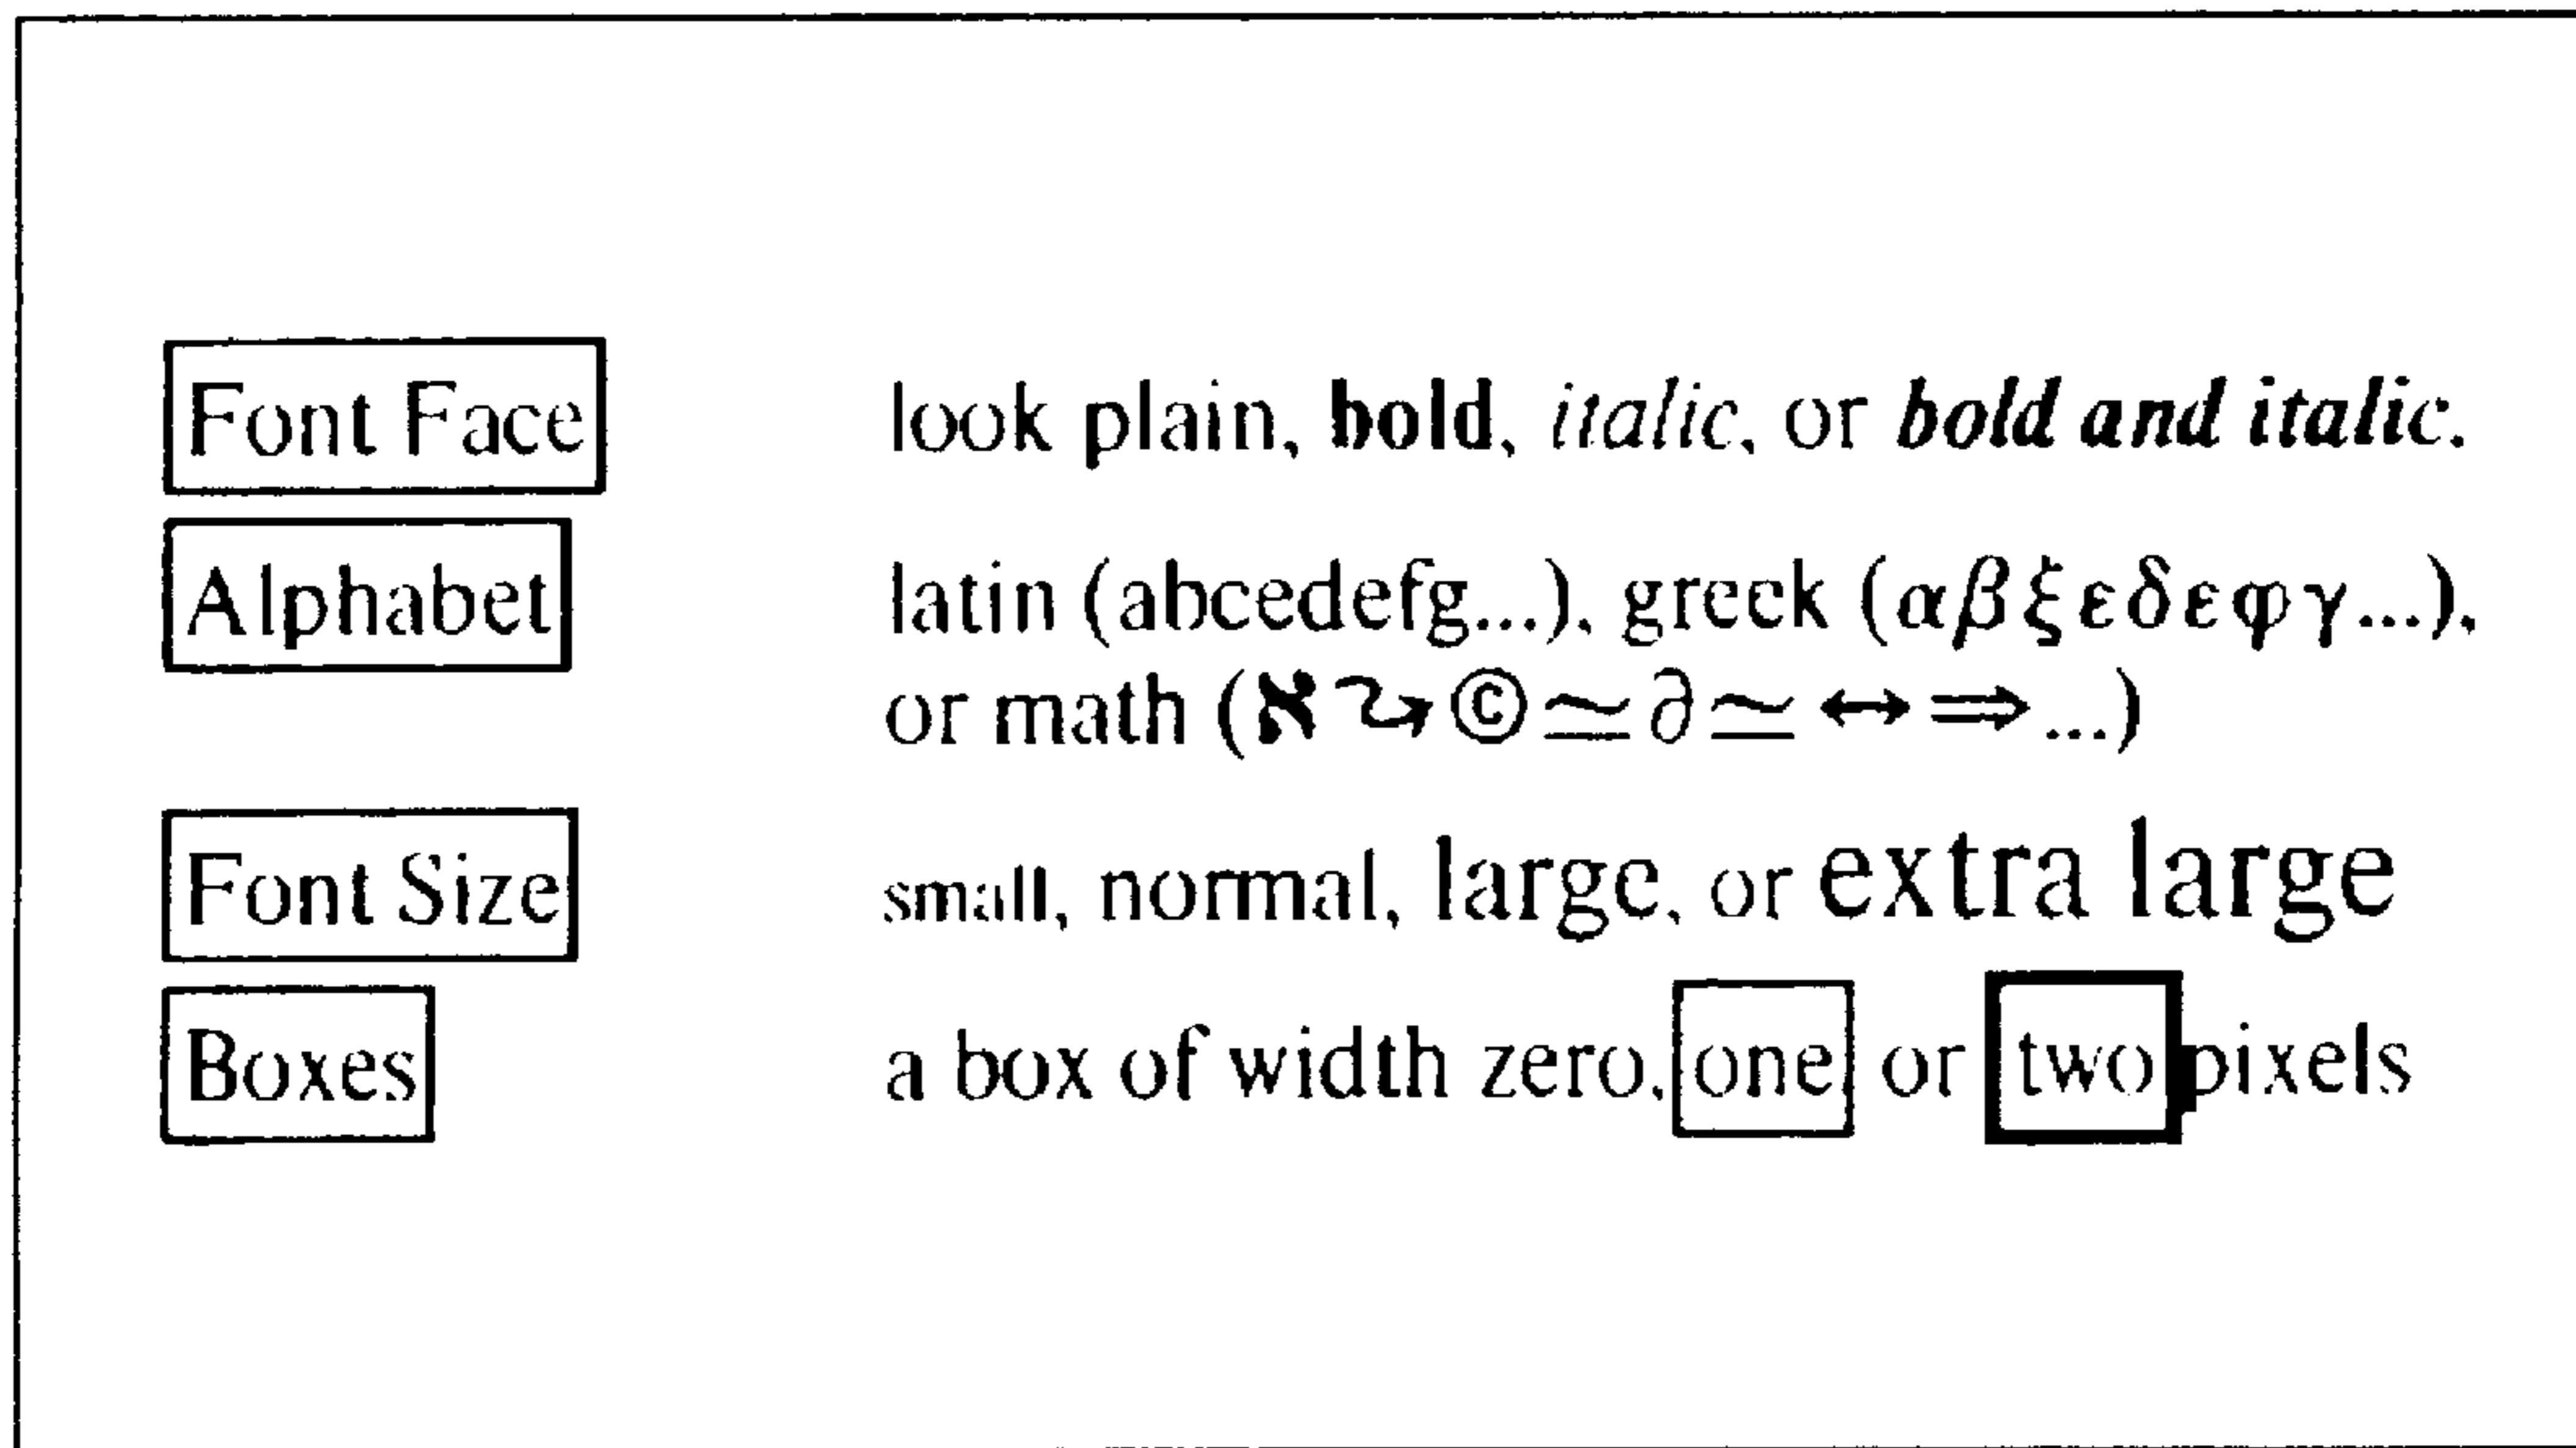 Font Face look plain, bold, italic, or bold and italic.
Alphabet latin (abcedefg...), greek (αβξεδεφγ...),
or math (ℵ⤳©≃∂≃↔⇒...)
Font Size small, normal, large, or extra large
Boxes a box of width zero, one, or two pixels